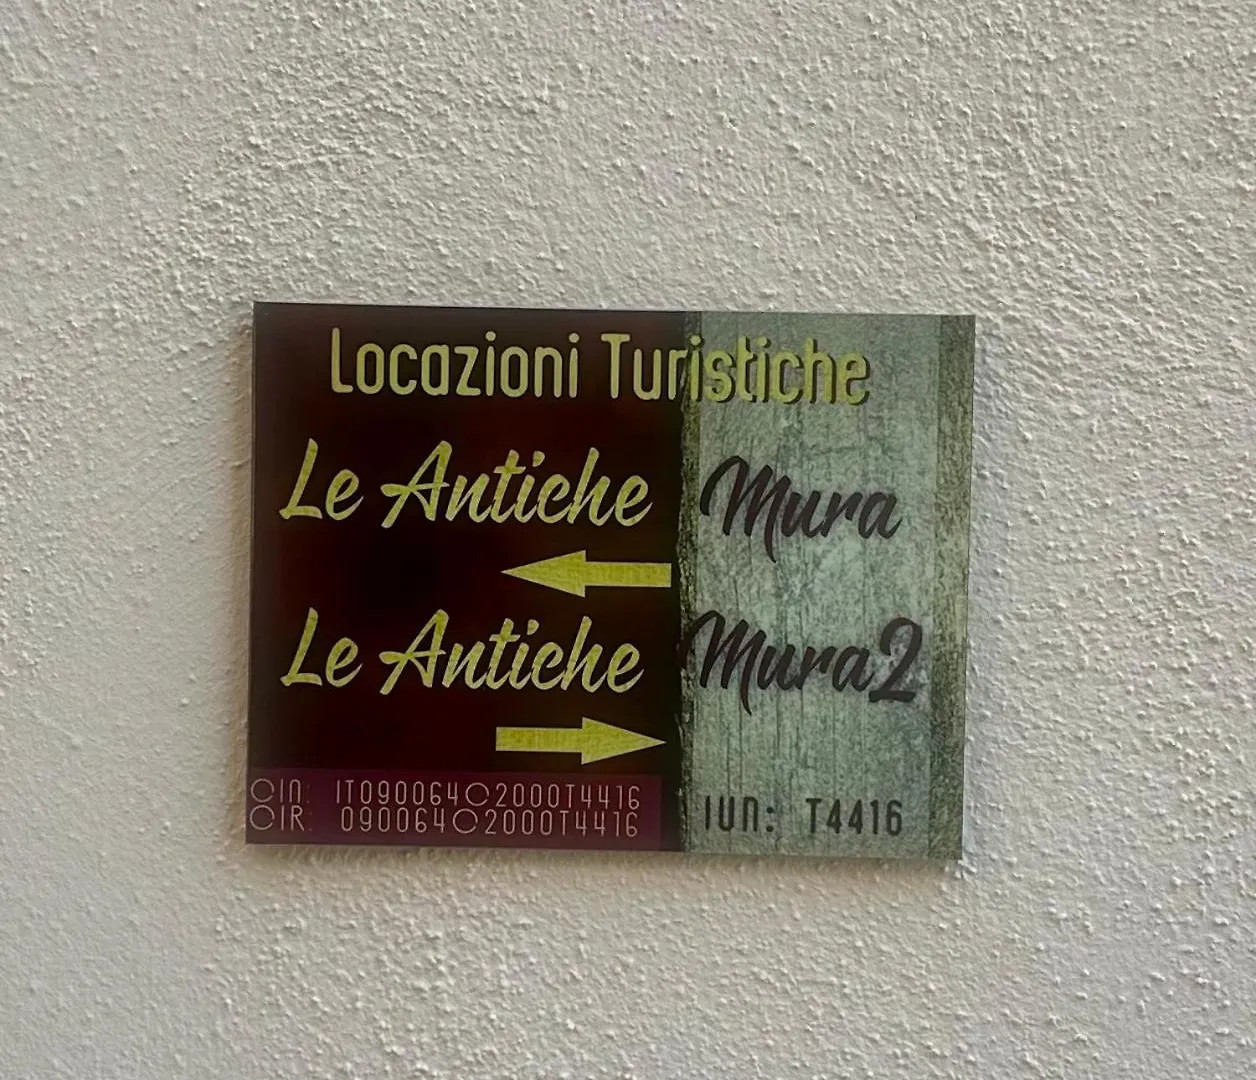 Locazioni Turistiche
Le Antiche Mura
Le Antiche Mura2
CIN: IT090064C2000T4416
CIR: 090064C2000T4416
IUN: T4416